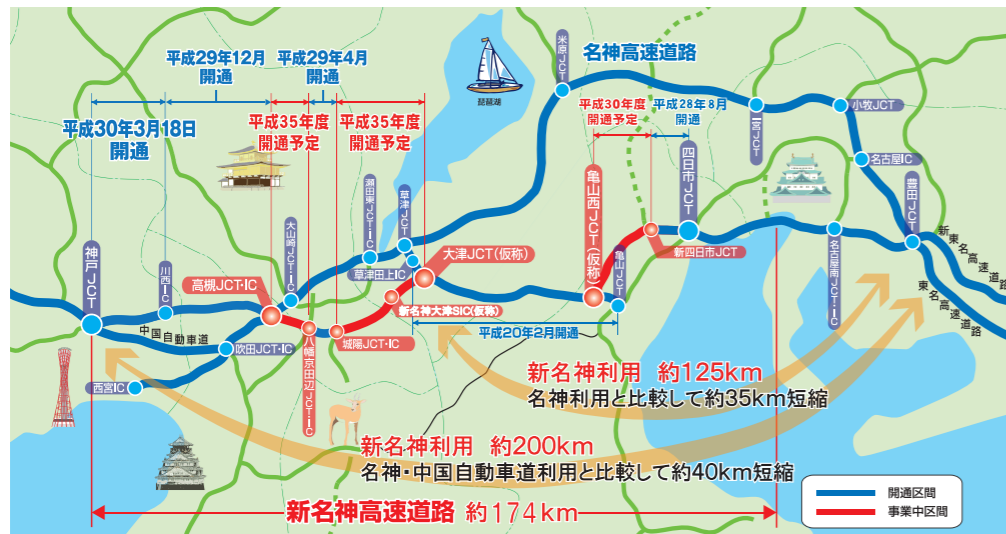 平成29年12月
開通
平成29年4月
開通
平成30年3月18日
開通
平成35年度
開通予定
平成35年度
開通予定
琵琶湖
米原JCT
名神高速道路
平成30年度
開通予定
平成28年8月
開通
一宮JCT
小牧JCT
名古屋IC
豊田JCT
四日市JCT
新四日市JCT
亀山西JCT(仮称)
亀山JCT
名古屋南JCT・IC
新東名高速道路
東名高速道路
神戸JCT
川西IC
高槻JCT・IC
大山崎JCT・IC
瀬田東JCT・IC
草津JCT
草津田上IC
大津JCT(仮称)
新名神大津SIC(仮称)
城陽JCT・IC
八幡京田辺JCT・IC
中国自動車道
吹田JCT・IC
西宮IC
平成20年2月開通
新名神利用 約125km
名神利用と比較して約35km短縮
新名神利用 約200km
名神・中国自動車道利用と比較して約40km短縮
新名神高速道路 約174km
開通区間
事業中区間